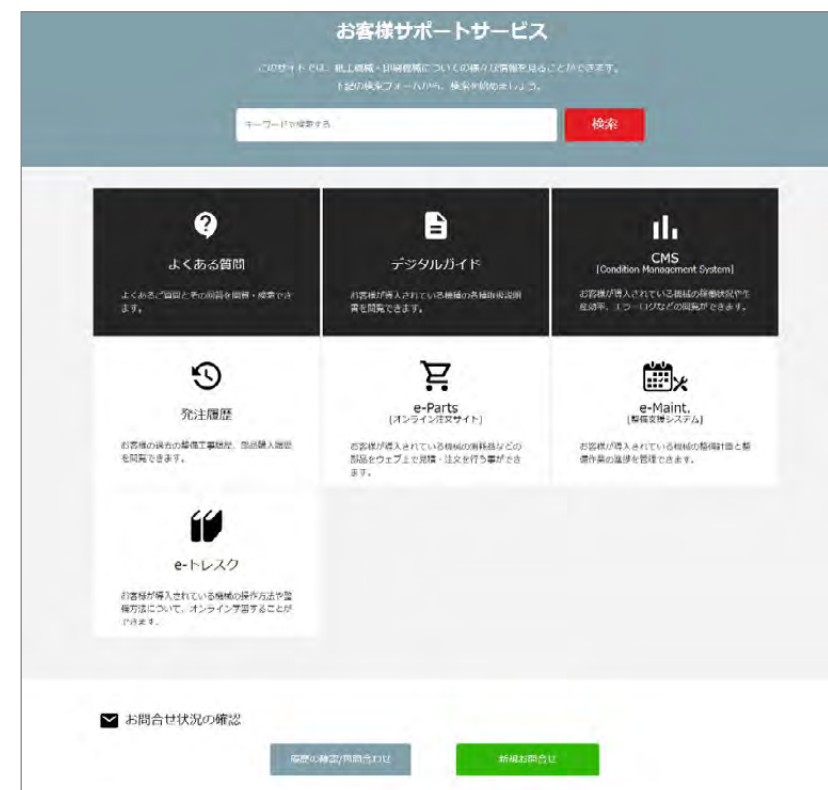 お客様サポートサービス
このサイトでは、紙工機械・印刷機械についての様々な情報を見ることができます。
下記の検索フォームから、検索を始めましょう。
キーワードで検索する
検索
よくある質問
よくあるご質問とその回答を閲覧・検索できます。
デジタルガイド
お客様が導入されている機械の各種取扱説明書を閲覧できます。
CMS
[Condition Management System]
お客様が導入されている機械の稼働状況や生産効率、エラーログなどの閲覧ができます。
発注履歴
お客様の過去の整備工事履歴、部品購入履歴を閲覧できます。
e-Parts
[オンライン注文サイト]
お客様が導入されている機械の消耗品などの部品をウェブ上で見積・注文を行う事ができます。
e-Maint.
[整備支援システム]
お客様が導入されている機械の整備計画と整備作業の進捗を管理できます。
e-トレスク
お客様が導入されている機械の操作方法や整備方法について、オンライン学習することができます。
お問合せ状況の確認
履歴の確認/再問合わせ
新規お問合せ